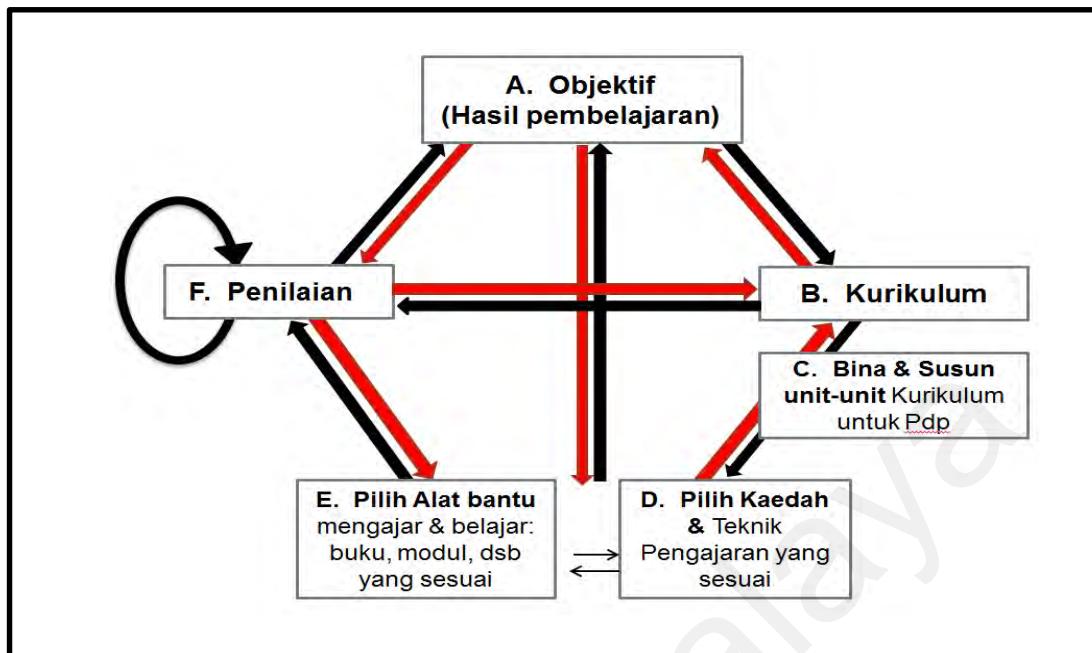 A. Objektif
(Hasil pembelajaran)
F. Penilaian
B. Kurikulum
C. Bina & Susun
unit-unit Kurikulum
untuk Pdp
E. Pilih Alat bantu
mengajar & belajar:
buku, modul, dsb
yang sesuai
D. Pilih Kaedah
& Teknik
Pengajaran yang
sesuai
alaya